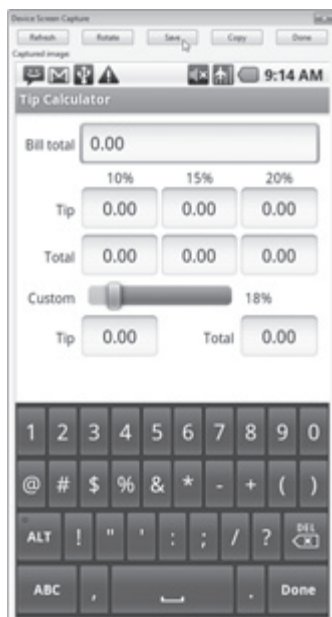 Device Screen Capture
Refresh Rotate Save Copy Done
Captured image:
9:14 AM
Tip Calculator
Bill total 0.00
10% 15% 20%
Tip 0.00 0.00 0.00
Total 0.00 0.00 0.00
Custom 18%
Tip 0.00 Total 0.00
1 2 3 4 5 6 7 8 9 0
@ # $ % & * - + ( )
ALT ! " ' : ; / ? DEL
ABC , . Done